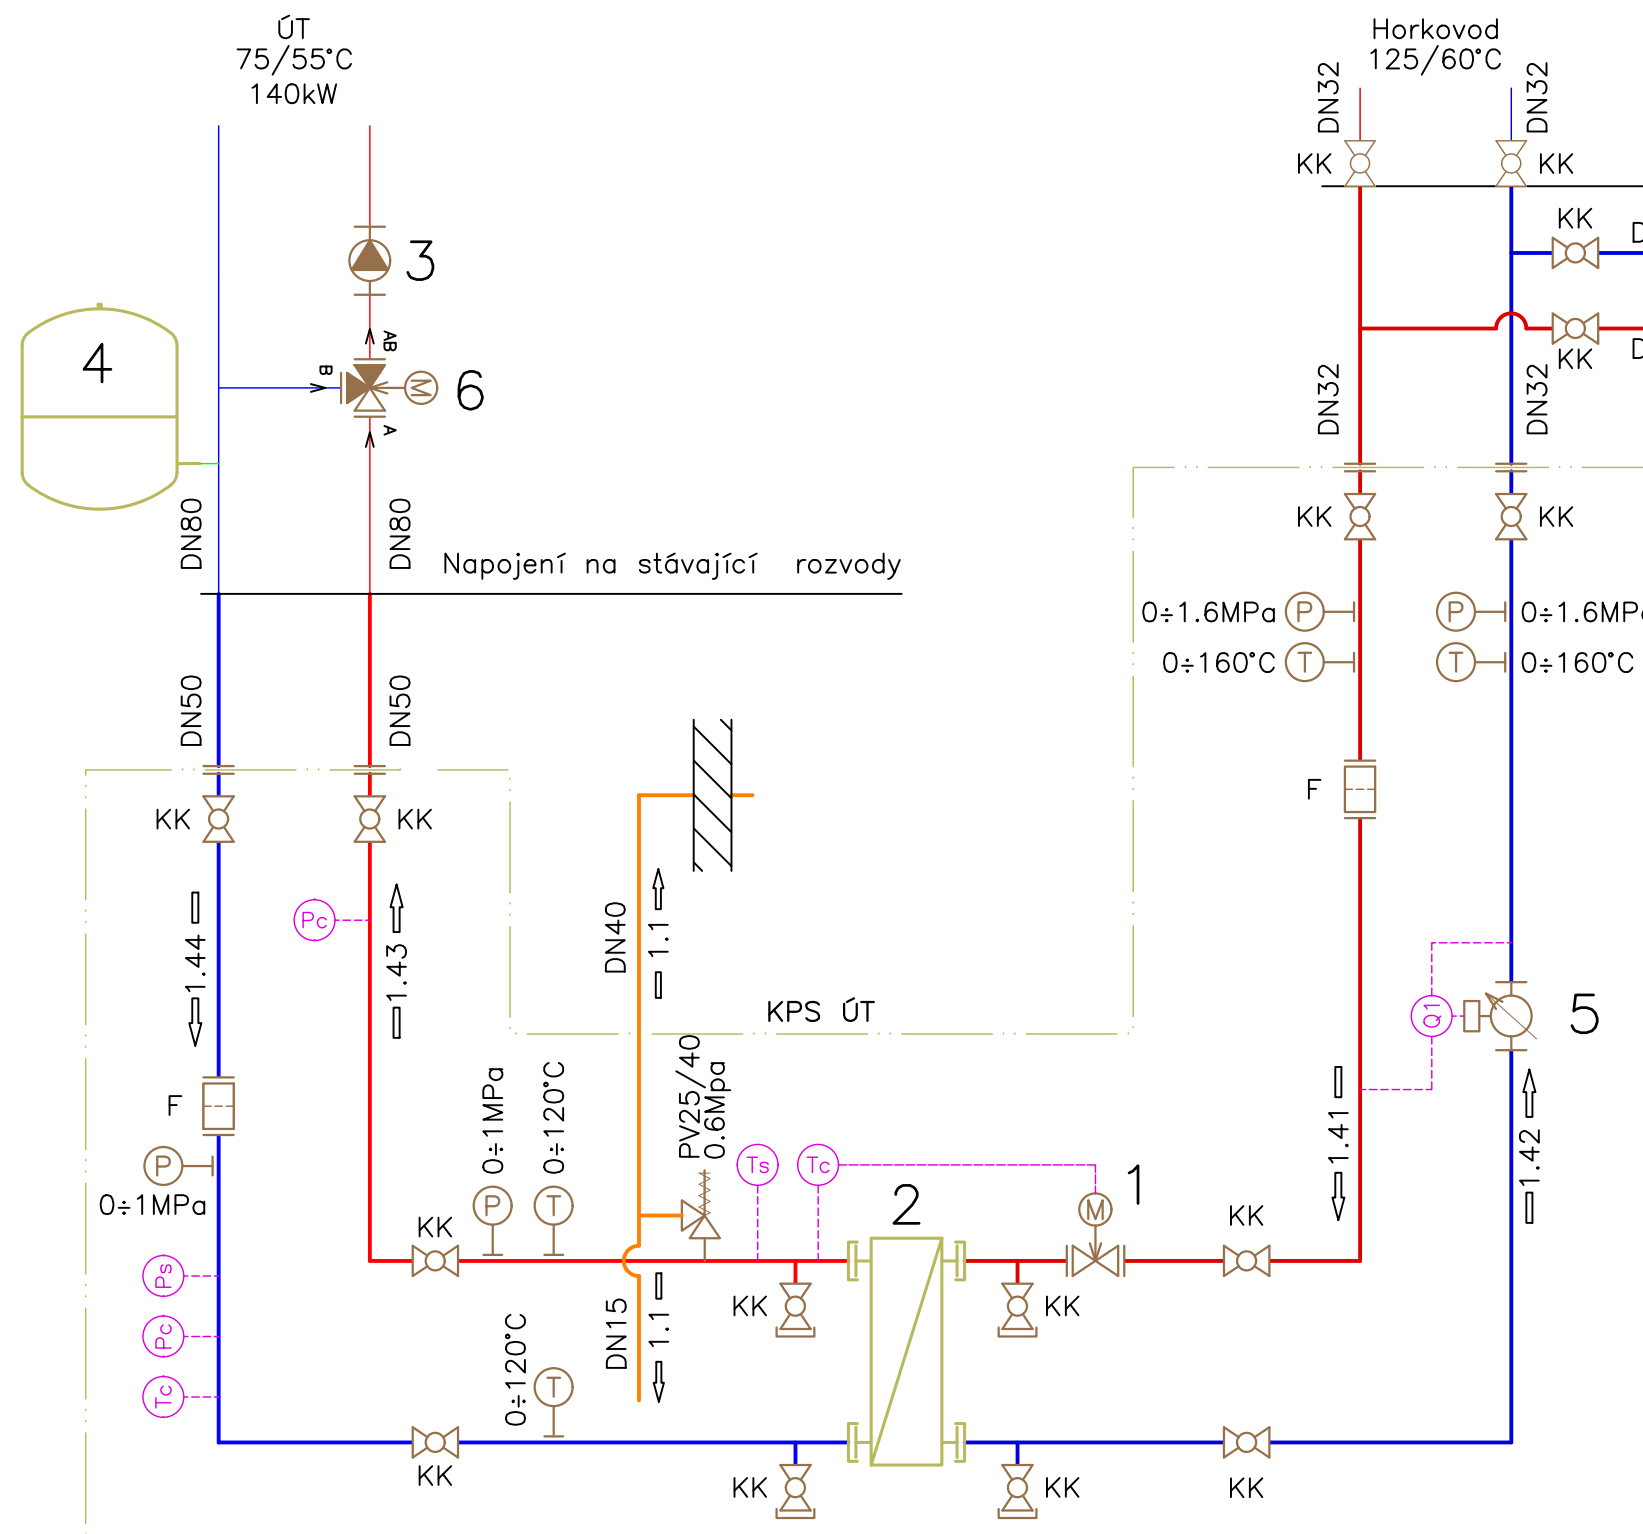 ÚT
75/55°C
140kW
Horkovod
125/60°C
DN32
DN32
KK
KK
KK
D
3
4
AB
B
M
6
A
KK
D
DN32
DN32
DN80
DN80
Napojení na stávající rozvody
KK
KK
0÷1.6MPa
P
P
0÷1.6MPa
0÷160°C
T
T
0÷160°C
DN50
DN50
F
KK
KK
Pc
1.44
1.43
DN40
1.1
KPS ÚT
Q1
5
F
P
0÷1MPa
0÷1MPa
0÷120°C
PV25/40
0.6Mpa
P
T
Ts
Tc
M
1
2
1.41
1.42
KK
KK
Ps
Pc
Tc
KK
KK
DN15
1.1
0÷120°C
T
KK
KK
KK
KK